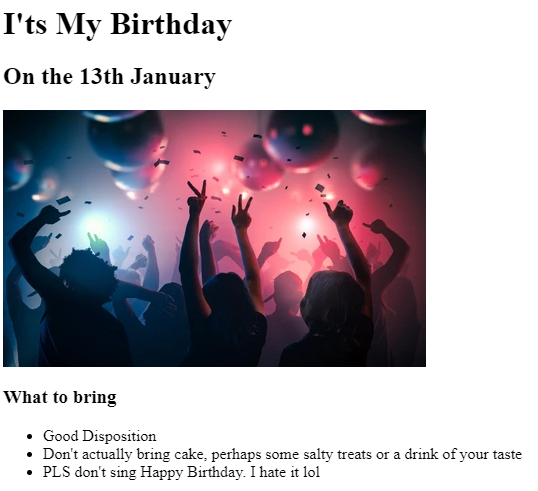 I'ts My Birthday
On the 13th January
What to bring
Good Disposition
Don't actually bring cake, perhaps some salty treats or a drink of your taste
PLS don't sing Happy Birthday. I hate it lol